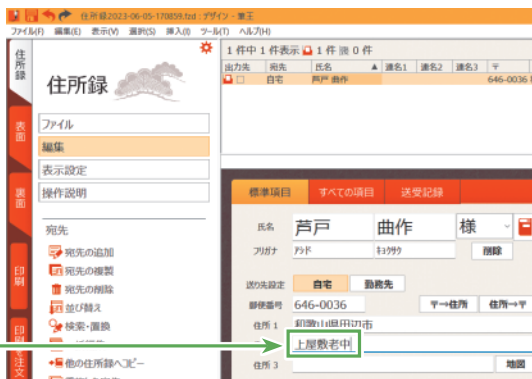 住所録2023-06-05-170859.fzd : デザイン - 筆王
ファイル(F) 編集(E) 表示(V) 選択(S) 挿入(I) ツール(T) ヘルプ(H)
住所録
表面
裏面
印刷
住所録
ファイル
編集
表示設定
操作説明
宛先
宛先の追加
宛先の複製
宛先の削除
並び替え
検索・置換
他の住所録へコピー
1 件中 1 件表示 1 件 0 件
出力先 宛先 氏名 ▲ 連名1 連名2 連名3 〒
自宅 芦戸 曲作 646-0036
標準項目 すべての項目 送受記録
氏名 芦戸 曲作 様
フリガナ アシド 削除
送り先設定 自宅 勤務先
郵便番号 646-0036 〒→住所 住所→〒
住所 1 和歌山県田辺市
上屋敷老中
住所 3 地図